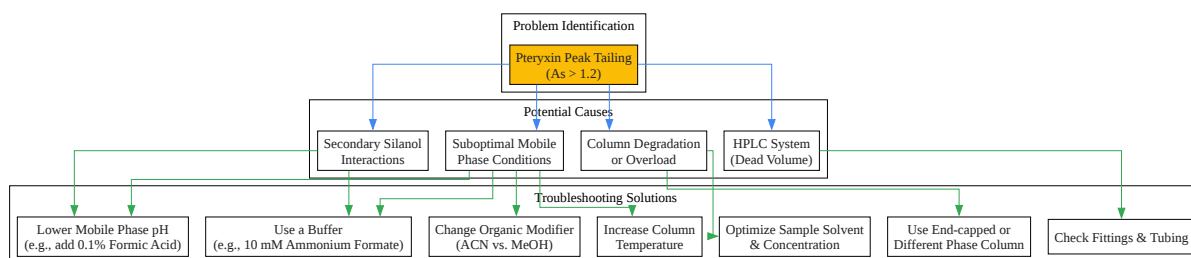 Problem Identification
Pteryxin Peak Tailing
(As > 1.2)
Potential Causes
Secondary Silanol
Interactions
Suboptimal Mobile
Phase Conditions
Column Degradation
or Overload
HPLC System
(Dead Volume)
Troubleshooting Solutions
Lower Mobile Phase pH
(e.g., add 0.1% Formic Acid)
Use a Buffer
(e.g., 10 mM Ammonium Formate)
Change Organic Modifier
(ACN vs. MeOH)
Increase Column
Temperature
Optimize Sample Solvent
& Concentration
Use End-capped or
Different Phase Column
Check Fittings & Tubing